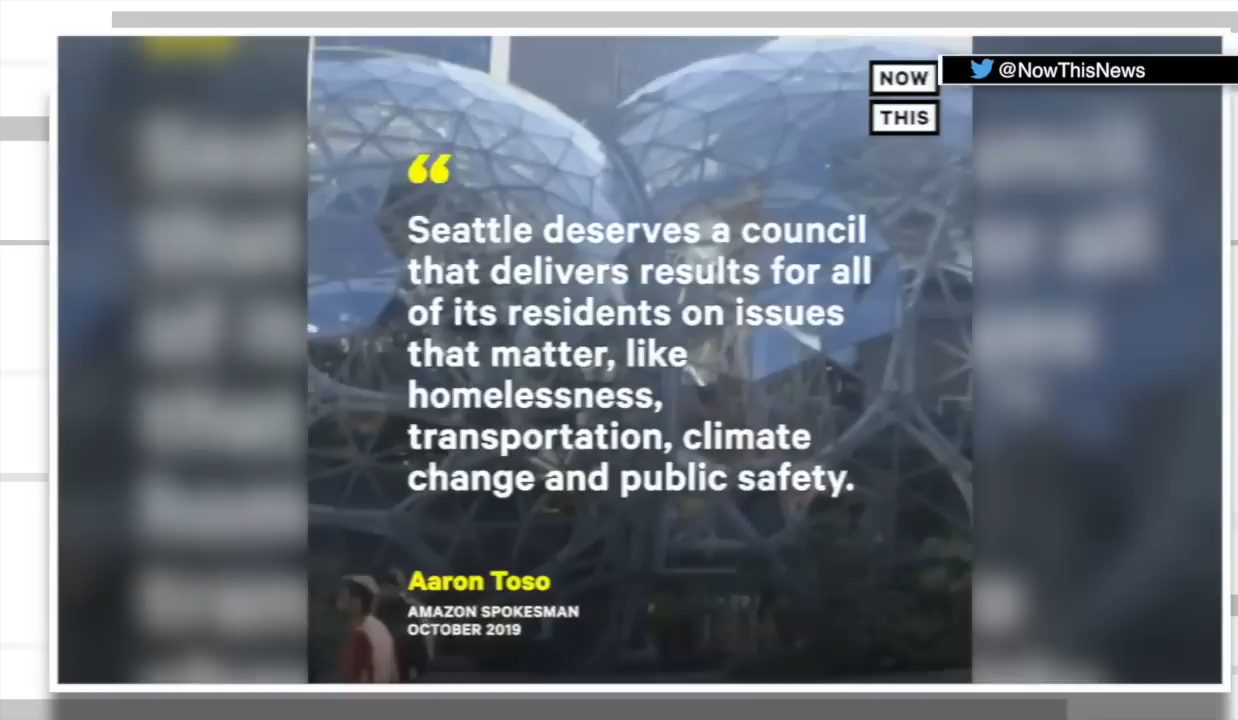 NOW
THIS
@NowThisNews
“
Seattle deserves a council
that delivers results for all
of its residents on issues
that matter, like
homelessness,
transportation, climate
change and public safety.
Aaron Toso
AMAZON SPOKESMAN
OCTOBER 2019